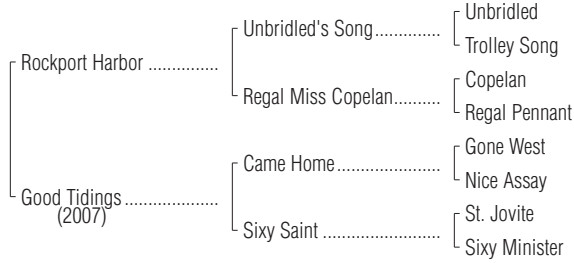 Unbridled
Unbridled's Song..............
Trolley Song
Rockport Harbor ...............
Copelan
Regal Miss Copelan..........
Regal Pennant
Gone West
Came Home......................
Nice Assay
Good Tidings ....................
(2007)
St. Jovite
Sixy Saint .........................
Sixy Minister